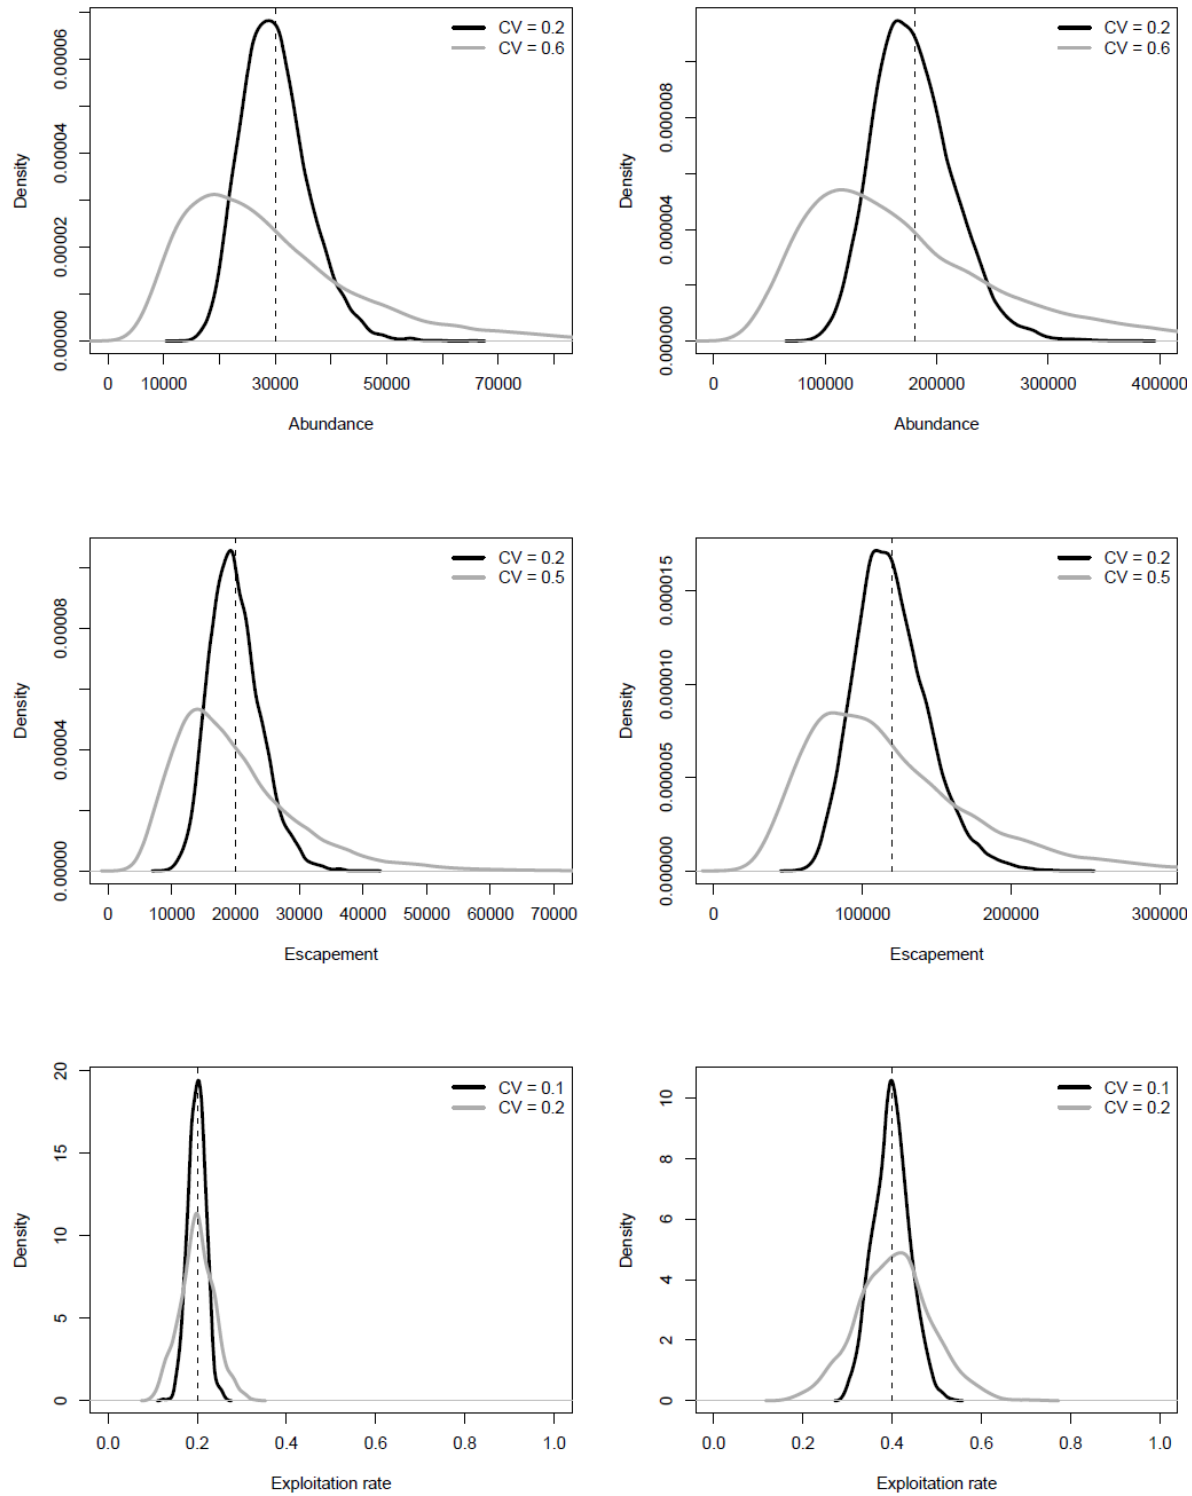 CV = 0.2
CV = 0.6
Density
0.00000
0.00002
0.00004
0.00006
0
10000
30000
50000
70000
Abundance
CV = 0.2
CV = 0.6
Density
0.000000
0.000004
0.000008
0
100000
200000
300000
400000
Abundance
CV = 0.2
CV = 0.5
Density
0.00000
0.00004
0.00008
0
10000
20000
30000
40000
50000
60000
70000
Escapement
CV = 0.2
CV = 0.5
Density
0.000000
0.000005
0.000010
0.000015
0
100000
200000
300000
Escapement
CV = 0.1
CV = 0.2
Density
0
5
10
15
20
0.0
0.2
0.4
0.6
0.8
1.0
Exploitation rate
CV = 0.1
CV = 0.2
Density
0
2
4
6
8
10
0.0
0.2
0.4
0.6
0.8
1.0
Exploitation rate